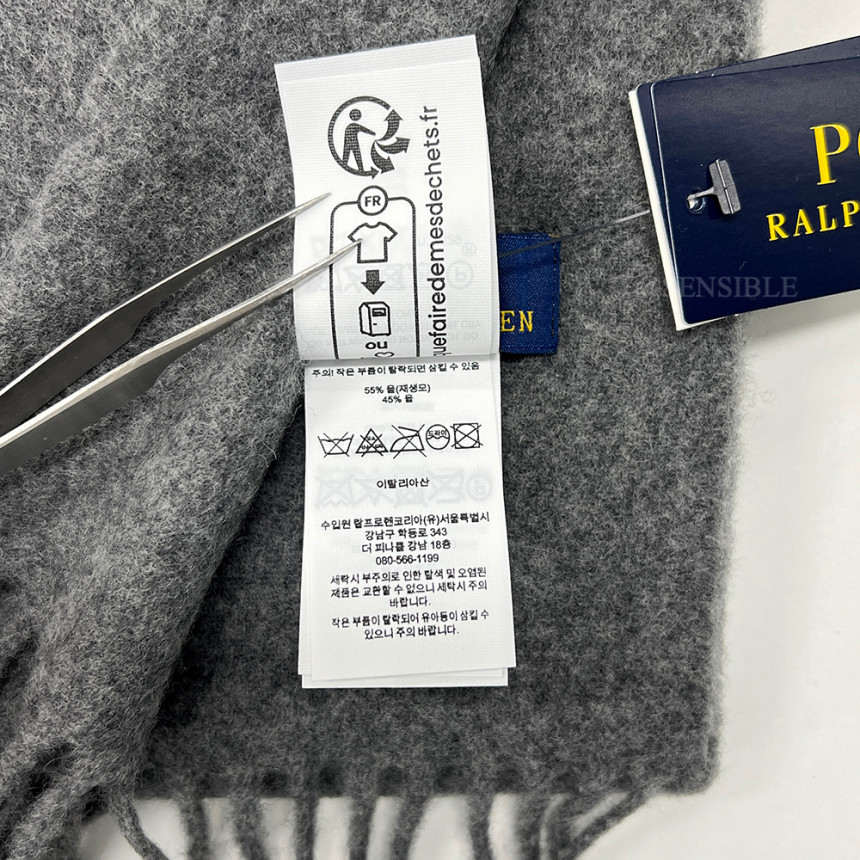 FR
quefairedemesdechets.fr
ou
EN
PO
RALP
ENSIBLE
주의! 작은 부품이 탈락되면 삼킬 수 있음
55% 울(재생모)
45% 울
드라이
이탈리아산
수입원 랄프로렌코리아(유)서울특별시
강남구 학동로 343
더 피나클 강남 18층
080-566-1199
세탁시 부주의로 인한 탈색 및 오염된
제품은 교환할 수 없으니 세탁시 주의
바랍니다.
작은 부품이 탈락되어 유아등이 삼킬 수
있으니 주의 바랍니다.